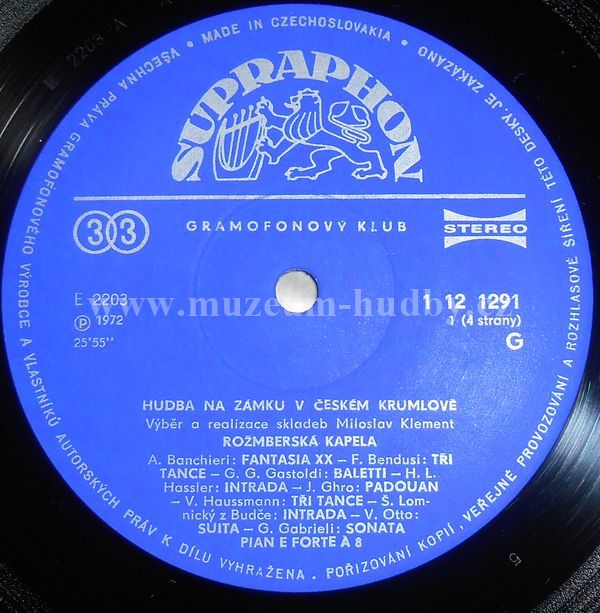 VŠECHNA PRÁVA GRAMOFONOVÉHO VÝROBCE A VLASTNÍKŮ AUTORSKÝCH PRÁV K DÍLU VYHRAŽENA. POŘIZOVÁNÍ KOPIÍ, VEŘEJNÉ PROVOZOVÁNÍ A ROZHLASOVÉ ŠÍŘENÍ TÉTO DESKY JE ZAKÁZÁNO • MADE IN CZECHOSLOVAKIA •
SUPRAPHON
33
GRAMOFONOVÝ KLUB
STEREO
E 2203
1 12 1291
Ⓟ 1972
1 (4 strany)
25'55''
G
www.muzeum-hudby.cz
HUDBA NA ZÁMKU V ČESKÉM KRUMLOVĚ
Výběr a realizace skladeb Miloslav Klement
ROŽMBERSKÁ KAPELA
A. Banchieri: FANTASIA XX – F. Bendusi: TŘI
TANCE – G. G. Gastoldi: BALETTI – H. L.
Hassler: INTRADA – J. Ghro: PADOUAN
– V. Haussmann: TŘI TANCE – Š. Lom-
nický z Budče: INTRADA – V. Otto:
SUITA – G. Gabrieli: SONATA
PIAN E FORTE À 8
5